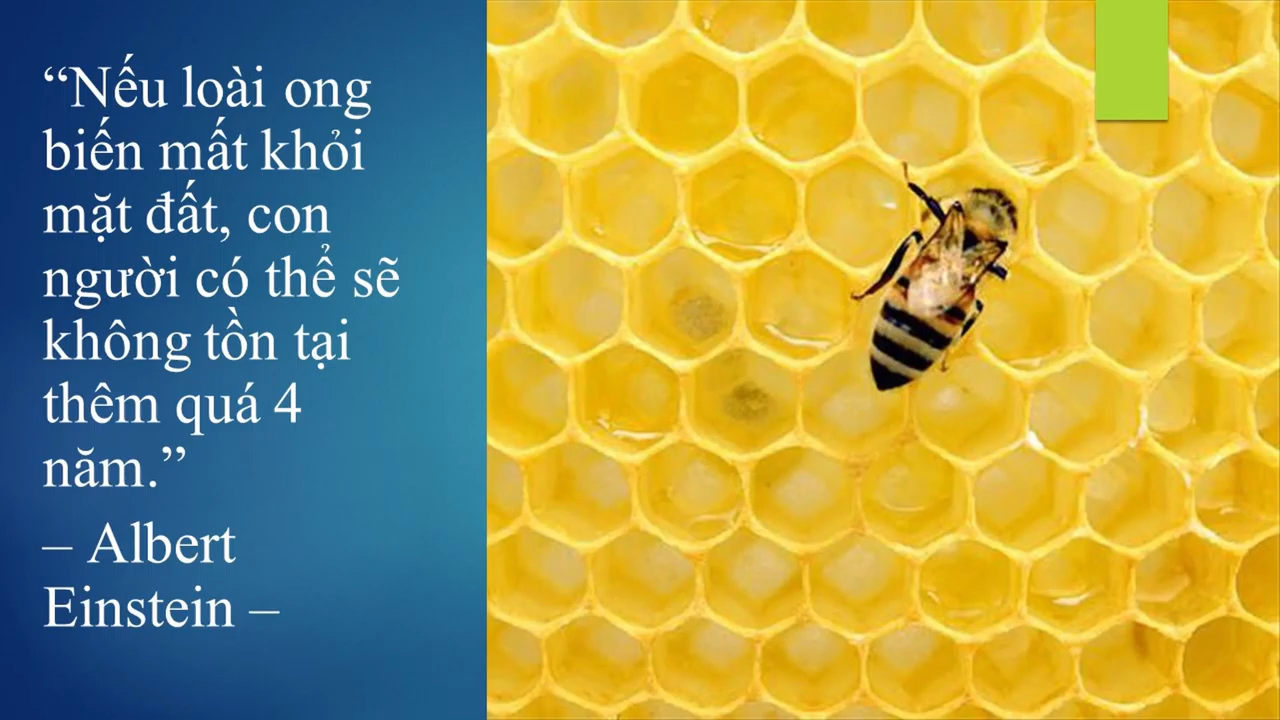 “Nếu loài ong
biến mất khỏi
mặt đất, con
người có thể sẽ
không tồn tại
thêm quá 4
năm.”
– Albert
Einstein –